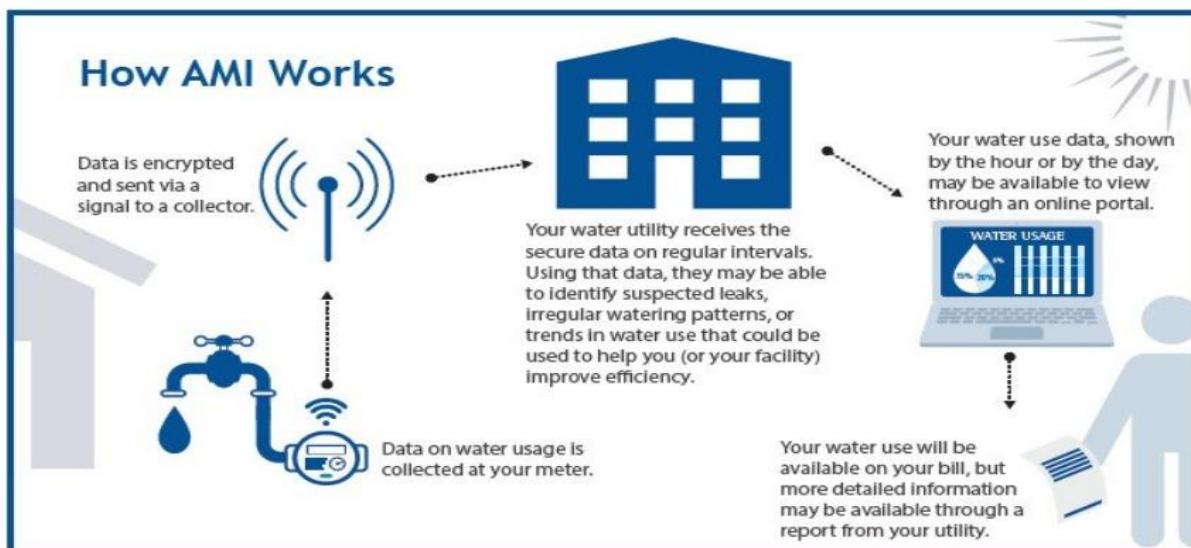 How AMI Works
Data is encrypted
and sent via a
signal to a collector.
Data on water usage is
collected at your meter.
Your water utility receives the
secure data on regular intervals.
Using that data, they may be able
to identify suspected leaks,
irregular watering patterns, or
trends in water use that could be
used to help you (or your facility)
improve efficiency.
Your water use data, shown
by the hour or by the day,
may be available to view
through an online portal.
WATER USAGE
20%
Your water use will be
available on your bill, but
more detailed information
may be available through a
report from your utility.